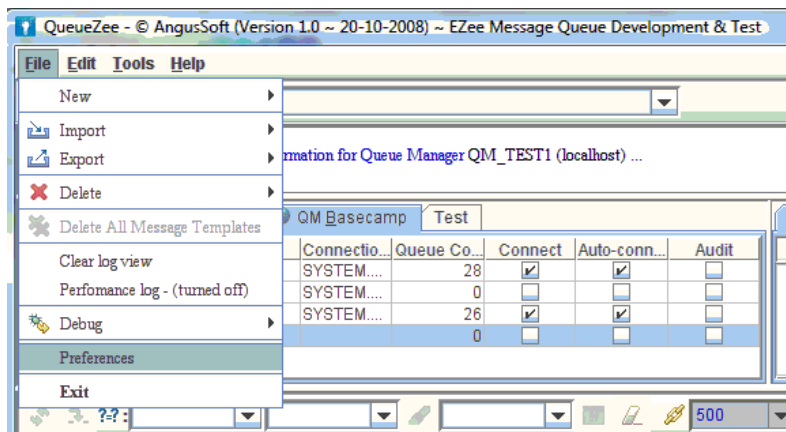 QueueZee - © AngusSoft (Version 1.0 ~ 20-10-2008) ~ EZee Message Queue Development & Test
File Edit Tools Help
New
Import
Export
rmation for Queue Manager QM_TEST1 (localhost) ...
Delete
Delete All Message Templates
QM Basecamp Test
Clear log view
Connectio... Queue Co... Connect Auto-conn... Audit
SYSTEM.... 28
Perfomance log - (turned off)
SYSTEM.... 0
SYSTEM.... 26
Debug
0
Preferences
Exit
?=?: 500